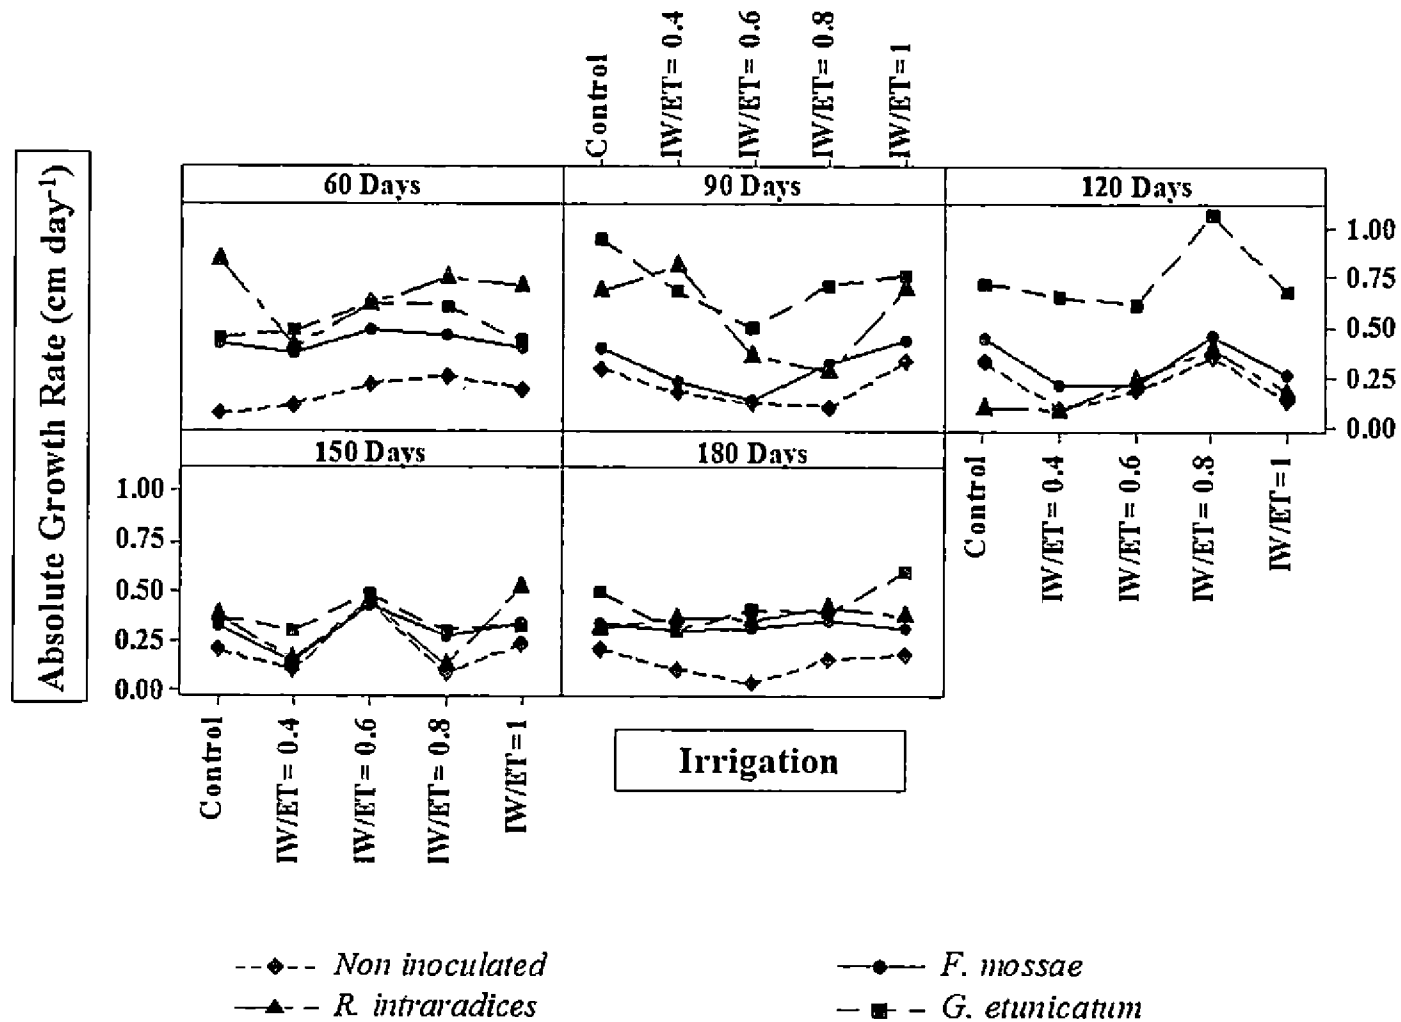 Absolute Growth Rate (cm day⁻¹)
Control
IW/ET= 0.4
IW/ET= 0.6
IW/ET= 0.8
IW/ET=1
60 Days
90 Days
120 Days
1.00
0.75
0.50
0.25
0.00
150 Days
180 Days
1.00
0.75
0.50
0.25
0.00
Control
IW/ET= 0.4
IW/ET= 0.6
IW/ET= 0.8
IW/ET=1
Control
IW/ET= 0.4
IW/ET= 0.6
IW/ET= 0.8
IW/ET=1
Irrigation
Non inoculated
F. mossae
R. intraradices
G. etunicatum